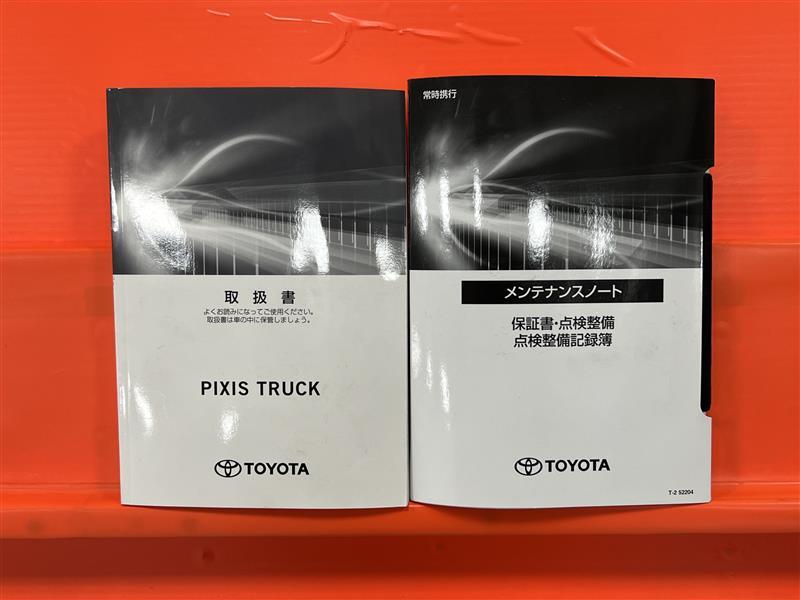 取扱書
よくお読みになってご使用ください。
取扱書は車の中に保管しましょう。
PIXIS TRUCK
TOYOTA
常時携行
メンテナンスノート
保証書・点検整備
点検整備記録簿
TOYOTA
T-2 52204